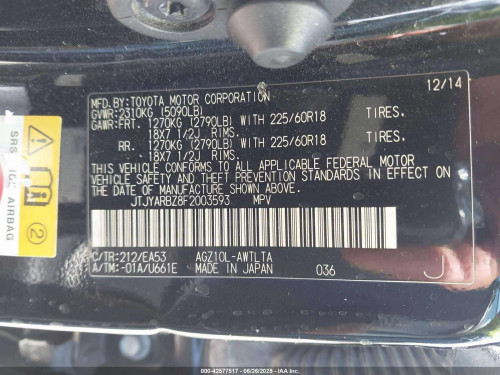 12/14
MFD.BY:TOYOTA MOTOR CORPORATION
GVWR:2310KG (5090LB)
GAWR:FRT. 1270KG (2790LB) WITH 225/60R18 TIRES.
18X7 1/2J RIMS.
RR. 1270KG (2790LB) WITH 225/60R18 TIRES.
18X7 1/2J RIMS.
THIS VEHICLE CONFORMS TO ALL APPLICABLE FEDERAL MOTOR
VEHICLE SAFETY AND THEFT PREVENTION STANDARDS IN EFFECT ON
THE DATE OF MANUFACTURE SHOWN ABOVE.
JTJYARBZ8F2003593 MPV
C/TR:212/EA53 AGZ10L-AWTLTA
A/TM:-01A/U661E MADE IN JAPAN 036 J
SRS
AIRBAG
2
000-42877517 | 06/26/2025 - IAA Inc.